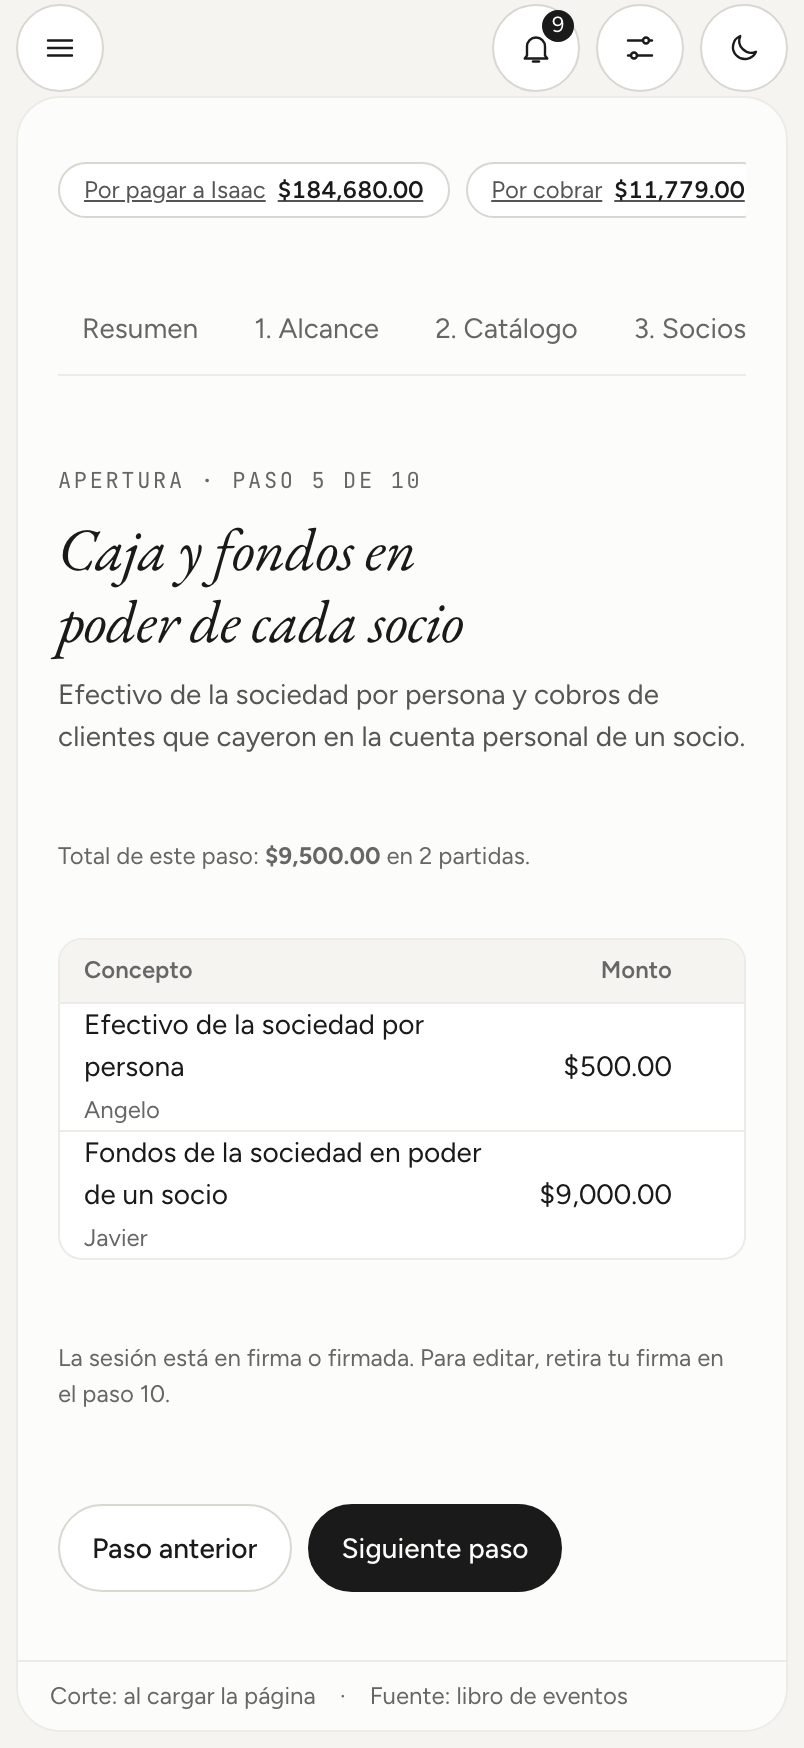 9
Por pagar a Isaac $184,680.00 Por cobrar $11,779.00
Resumen 1. Alcance 2. Catálogo 3. Socios
APERTURA · PASO 5 DE 10
Caja y fondos en
poder de cada socio
Efectivo de la sociedad por persona y cobros de
clientes que cayeron en la cuenta personal de un socio.
Total de este paso: $9,500.00 en 2 partidas.
Concepto Monto
Efectivo de la sociedad por
persona $500.00
Angelo
Fondos de la sociedad en poder
de un socio $9,000.00
Javier
La sesión está en firma o firmada. Para editar, retira tu firma en
el paso 10.
Paso anterior Siguiente paso
Corte: al cargar la página · Fuente: libro de eventos